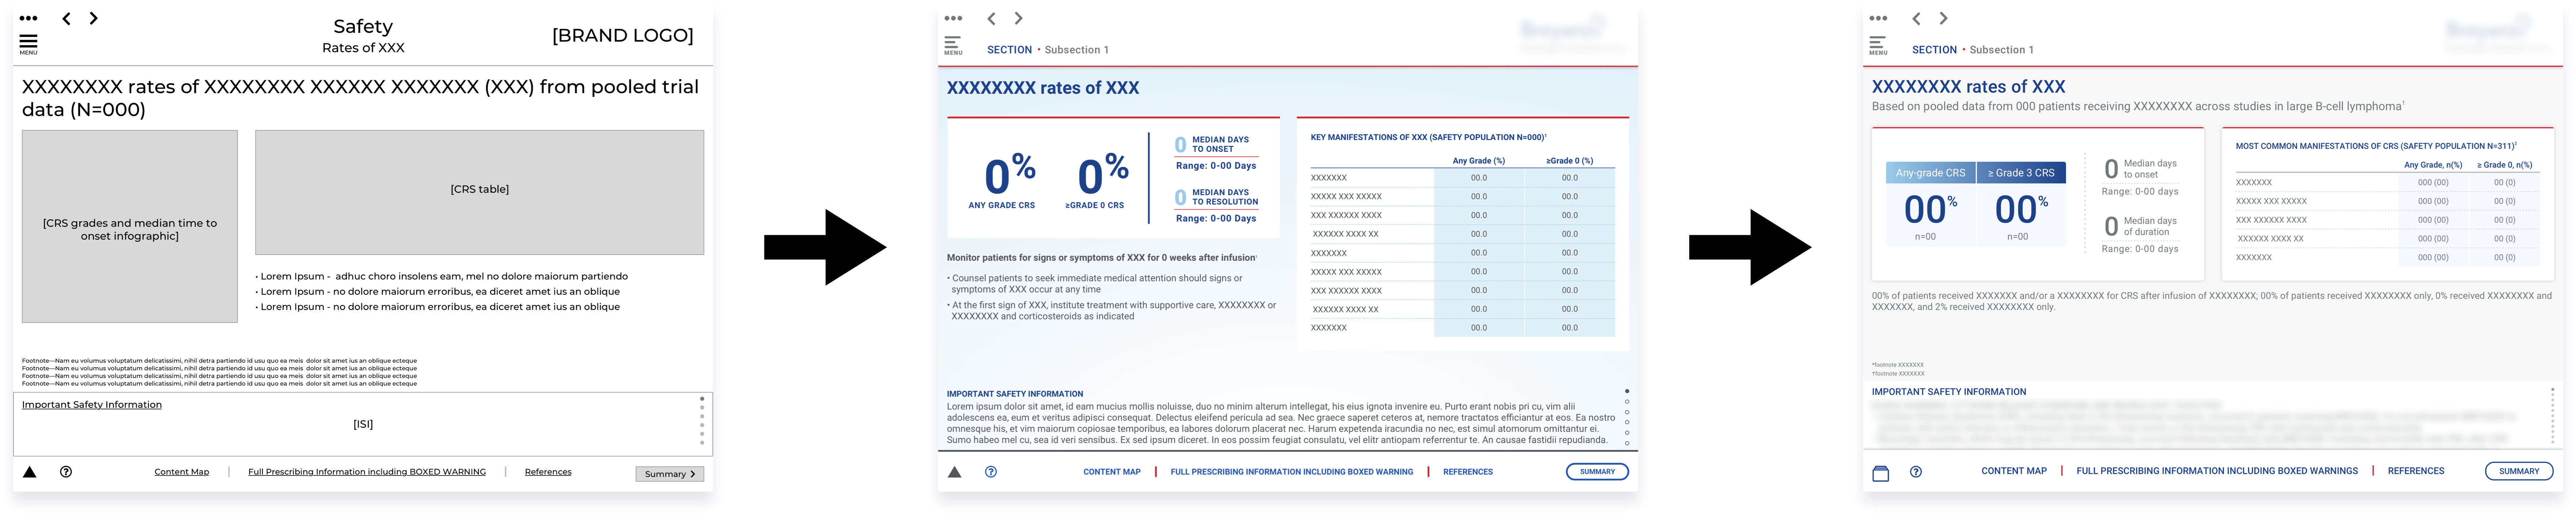 MENU
Safety
Rates of XXX
[BRAND LOGO]
XXXXXXXX rates of XXXXXXXX XXXXXX XXXXXXX (XXX) from pooled trial
data (N=000)
[CRS grades and median time to
onset infographic]
[CRS table]
• Lorem Ipsum - adhuc choro insolens eam, mel no dolore maiorum partiendo
• Lorem Ipsum - no dolore maiorum erroribus, ea diceret amet ius an oblique
• Lorem Ipsum - no dolore maiorum erroribus, ea diceret amet ius an oblique
Footnote—Nam eu volumus voluptatum delicatissimi, nihil detra partiendo id usu quo ea meis dolor sit amet ius an oblique ecteque
Footnote—Nam eu volumus voluptatum delicatissimi, nihil detra partiendo id usu quo ea meis dolor sit amet ius an oblique ecteque
Footnote—Nam eu volumus voluptatum delicatissimi, nihil detra partiendo id usu quo ea meis dolor sit amet ius an oblique ecteque
Footnote—Nam eu volumus voluptatum delicatissimi, nihil detra partiendo id usu quo ea meis dolor sit amet ius an oblique ecteque
Important Safety Information
[ISI]
Content Map | Full Prescribing Information including BOXED WARNING | References
Summary
MENU
SECTION • Subsection 1
XXXXXXXX rates of XXX
0% 0%
ANY GRADE CRS ≥GRADE 0 CRS
0 MEDIAN DAYS
TO ONSET
Range: 0-00 Days
0 MEDIAN DAYS
TO RESOLUTION
Range: 0-00 Days
Monitor patients for signs or symptoms of XXX for 0 weeks after infusion¹
• Counsel patients to seek immediate medical attention should signs or
symptoms of XXX occur at any time
• At the first sign of XXX, institute treatment with supportive care, XXXXXXXX or
XXXXXXXX and corticosteroids as indicated
KEY MANIFESTATIONS OF XXX (SAFETY POPULATION N=000)¹
Any Grade (%) ≥Grade 0 (%)
XXXXXXX 00.0 00.0
XXXXX XXX XXXXX 00.0 00.0
XXX XXXXXX XXXX 00.0 00.0
XXXXXX XXXX XX 00.0 00.0
XXXXXXX 00.0 00.0
XXXXX XXX XXXXX 00.0 00.0
XXX XXXXXX XXXX 00.0 00.0
XXXXXX XXXX XX 00.0 00.0
XXXXXXX 00.0 00.0
IMPORTANT SAFETY INFORMATION
Lorem ipsum dolor sit amet, id eam mucius mollis noluisse, duo no minim alterum intellegat, his eius ignota invenire eu. Purto erant nobis pri cu, vim alii
adolescens ea, eum et veritus adipisci consequat. Delectus eleifend pericula ad sea. Nec graece saperet ceteros at, nemore tractatos efficiantur at eos. Ea nostro
omnesque his, et vim maiorum copiosae temporibus, ea labores dolorum placerat nec. Harum expetenda iracundia no nec, est simul atomorum omittantur ei.
Sumo habeo mel cu, sea id veri sensibus. Ex sed ipsum diceret. In eos possim feugiat consulatu, vel elitr antiopam referrentur te. An causae fastidii repudianda.
CONTENT MAP | FULL PRESCRIBING INFORMATION INCLUDING BOXED WARNING | REFERENCES
SUMMARY
MENU
SECTION • Subsection 1
XXXXXXXX rates of XXX
Based on pooled data from 000 patients receiving XXXXXXXX across studies in large B-cell lymphoma¹
Any-grade CRS ≥ Grade 3 CRS
00% 00%
n=00 n=00
0 Median days
to onset
Range: 0-00 days
0 Median days
of duration
Range: 0-00 days
MOST COMMON MANIFESTATIONS OF CRS (SAFETY POPULATION N=311)²
Any Grade, n(%) ≥ Grade 0, n(%)
XXXXXXX 000 (00) 00 (0)
XXXXX XXX XXXXX 000 (00) 00 (0)
XXX XXXXXX XXXX 000 (00) 00 (0)
XXXXXX XXXX XX 000 (00) 00 (0)
XXXXXXX 000 (00) 00 (0)
00% of patients received XXXXXXX and/or a XXXXXXXX for CRS after infusion of XXXXXXXX; 00% of patients received XXXXXXXX only, 0% received XXXXXXXX and
XXXXXXX, and 2% received XXXXXXXX only.
*footnote XXXXXXX
†footnote XXXXXXX
IMPORTANT SAFETY INFORMATION
CONTENT MAP | FULL PRESCRIBING INFORMATION INCLUDING BOXED WARNINGS | REFERENCES
SUMMARY